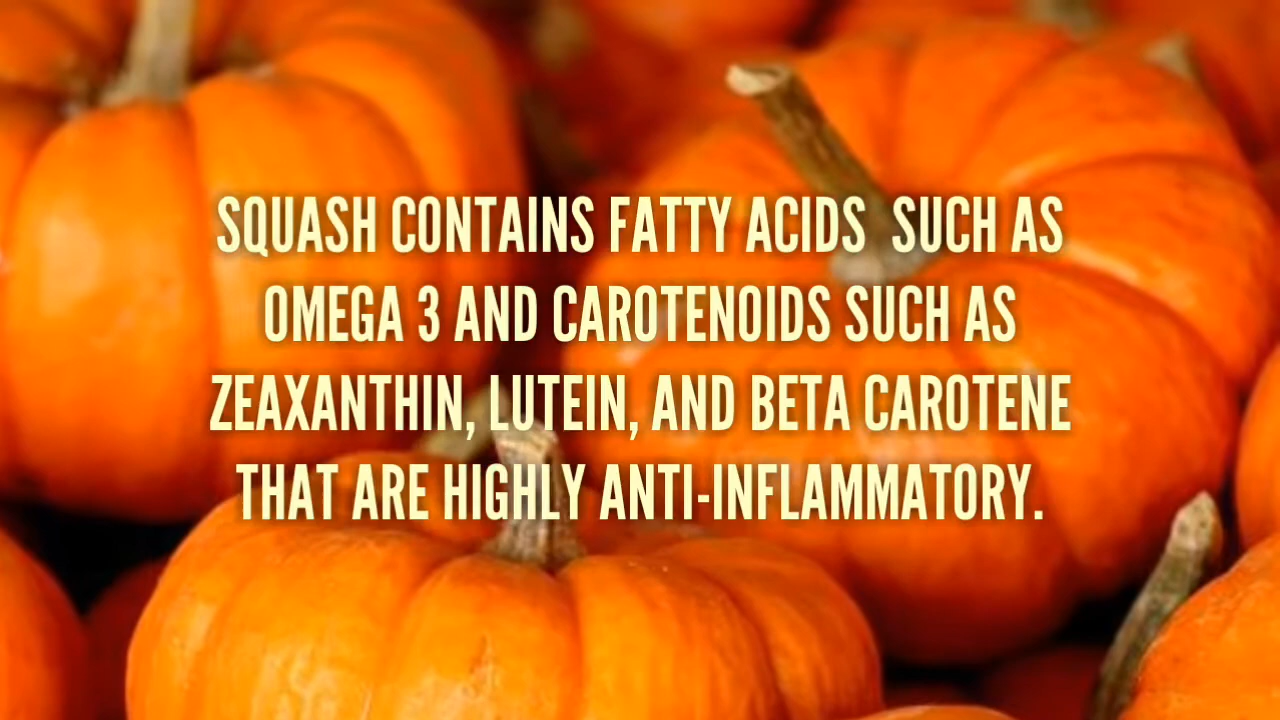 SQUASH CONTAINS FATTY ACIDS  SUCH AS
OMEGA 3 AND CAROTENOIDS SUCH AS
ZEAXANTHIN, LUTEIN, AND BETA CAROTENE
THAT ARE HIGHLY ANTI-INFLAMMATORY.